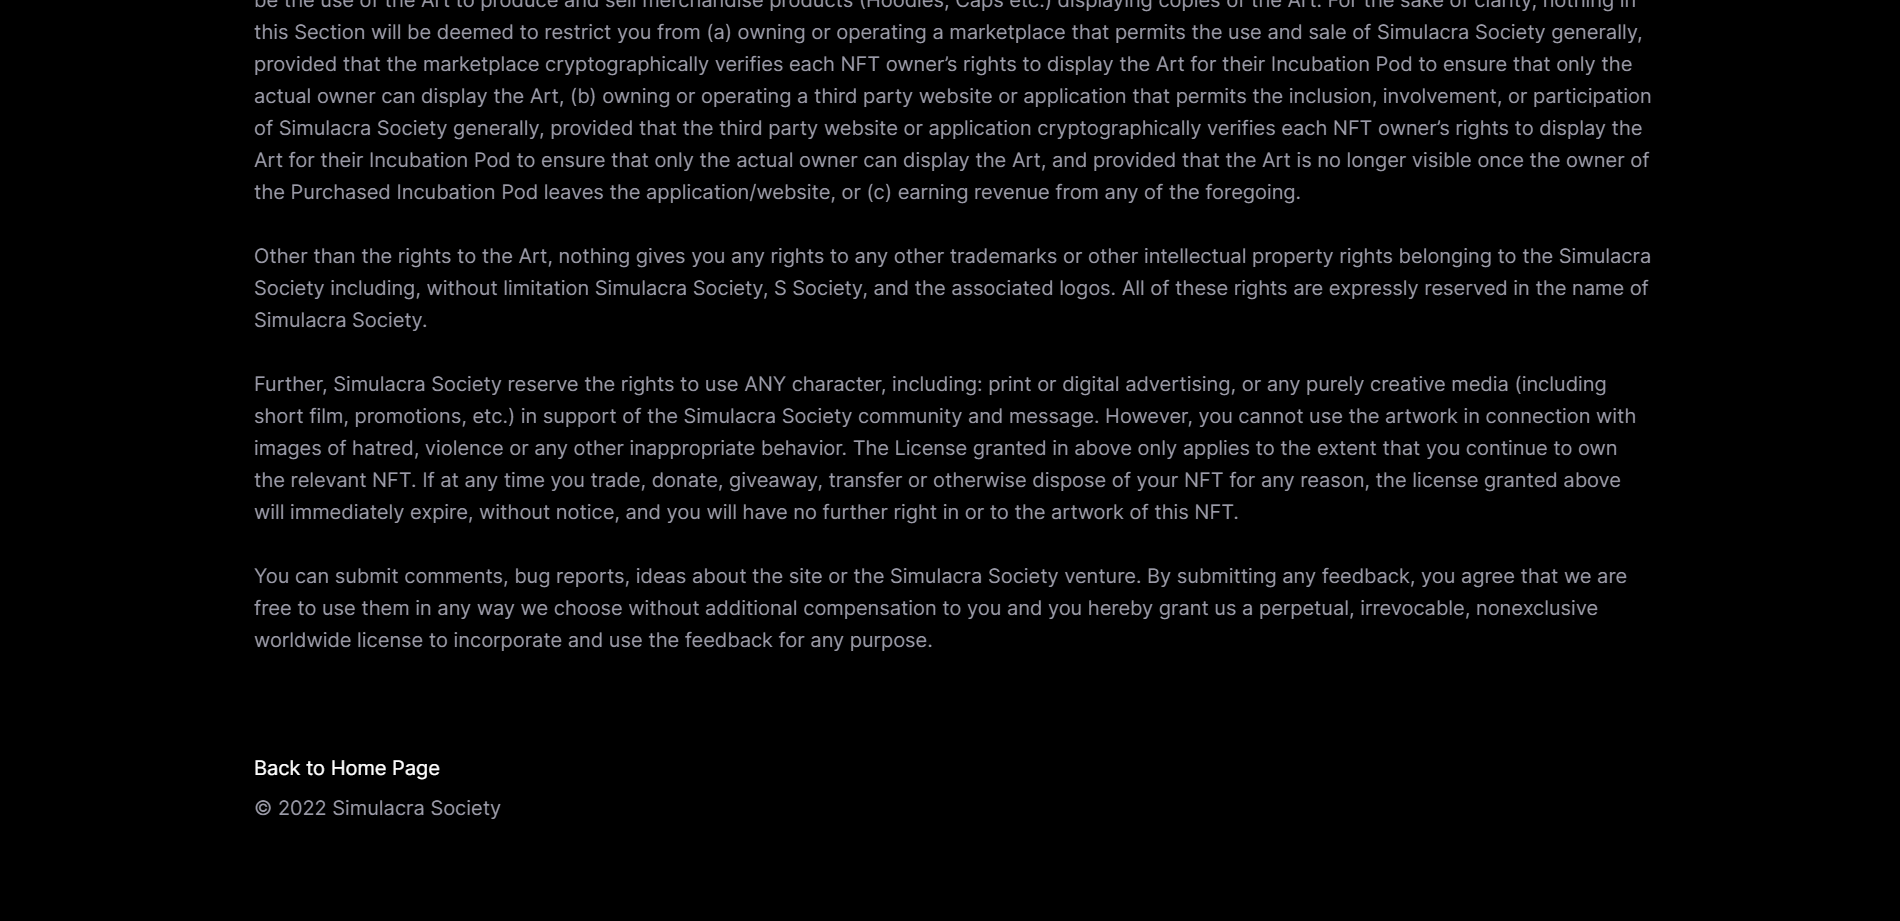 be the use of the Art to produce and sell merchandise products (Hoodies, Caps etc.) displaying copies of the Art. For the sake of clarity, nothing in
this Section will be deemed to restrict you from (a) owning or operating a marketplace that permits the use and sale of Simulacra Society generally,
provided that the marketplace cryptographically verifies each NFT owner’s rights to display the Art for their Incubation Pod to ensure that only the
actual owner can display the Art, (b) owning or operating a third party website or application that permits the inclusion, involvement, or participation
of Simulacra Society generally, provided that the third party website or application cryptographically verifies each NFT owner’s rights to display the
Art for their Incubation Pod to ensure that only the actual owner can display the Art, and provided that the Art is no longer visible once the owner of
the Purchased Incubation Pod leaves the application/website, or (c) earning revenue from any of the foregoing.
Other than the rights to the Art, nothing gives you any rights to any other trademarks or other intellectual property rights belonging to the Simulacra
Society including, without limitation Simulacra Society, S Society, and the associated logos. All of these rights are expressly reserved in the name of
Simulacra Society.
Further, Simulacra Society reserve the rights to use ANY character, including: print or digital advertising, or any purely creative media (including
short film, promotions, etc.) in support of the Simulacra Society community and message. However, you cannot use the artwork in connection with
images of hatred, violence or any other inappropriate behavior. The License granted in above only applies to the extent that you continue to own
the relevant NFT. If at any time you trade, donate, giveaway, transfer or otherwise dispose of your NFT for any reason, the license granted above
will immediately expire, without notice, and you will have no further right in or to the artwork of this NFT.
You can submit comments, bug reports, ideas about the site or the Simulacra Society venture. By submitting any feedback, you agree that we are
free to use them in any way we choose without additional compensation to you and you hereby grant us a perpetual, irrevocable, nonexclusive
worldwide license to incorporate and use the feedback for any purpose.
Back to Home Page
© 2022 Simulacra Society